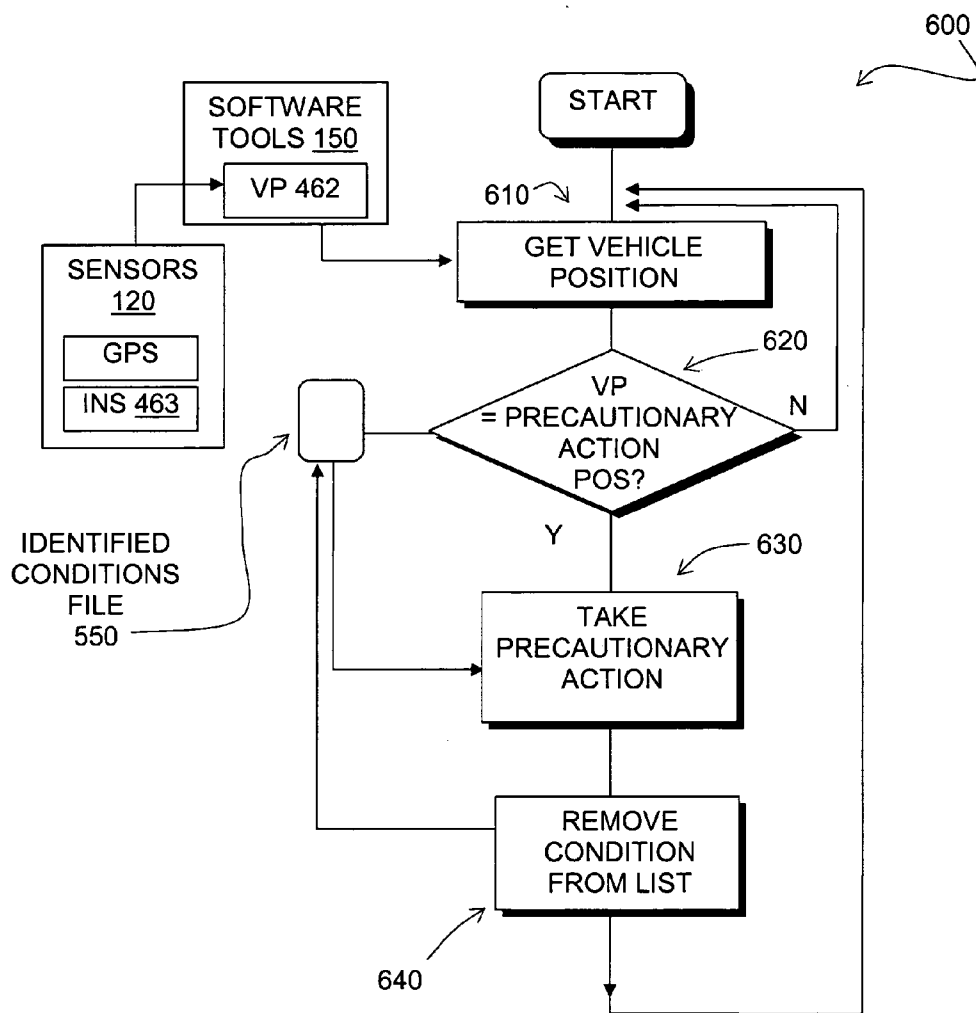 600
SOFTWARE
TOOLS 150
VP 462
START
610
GET VEHICLE
POSITION
SENSORS
120
GPS
INS 463
620
VP
= PRECAUTIONARY
ACTION
POS?
N
Y
IDENTIFIED
CONDITIONS
FILE
550
630
TAKE
PRECAUTIONARY
ACTION
REMOVE
CONDITION
FROM LIST
640